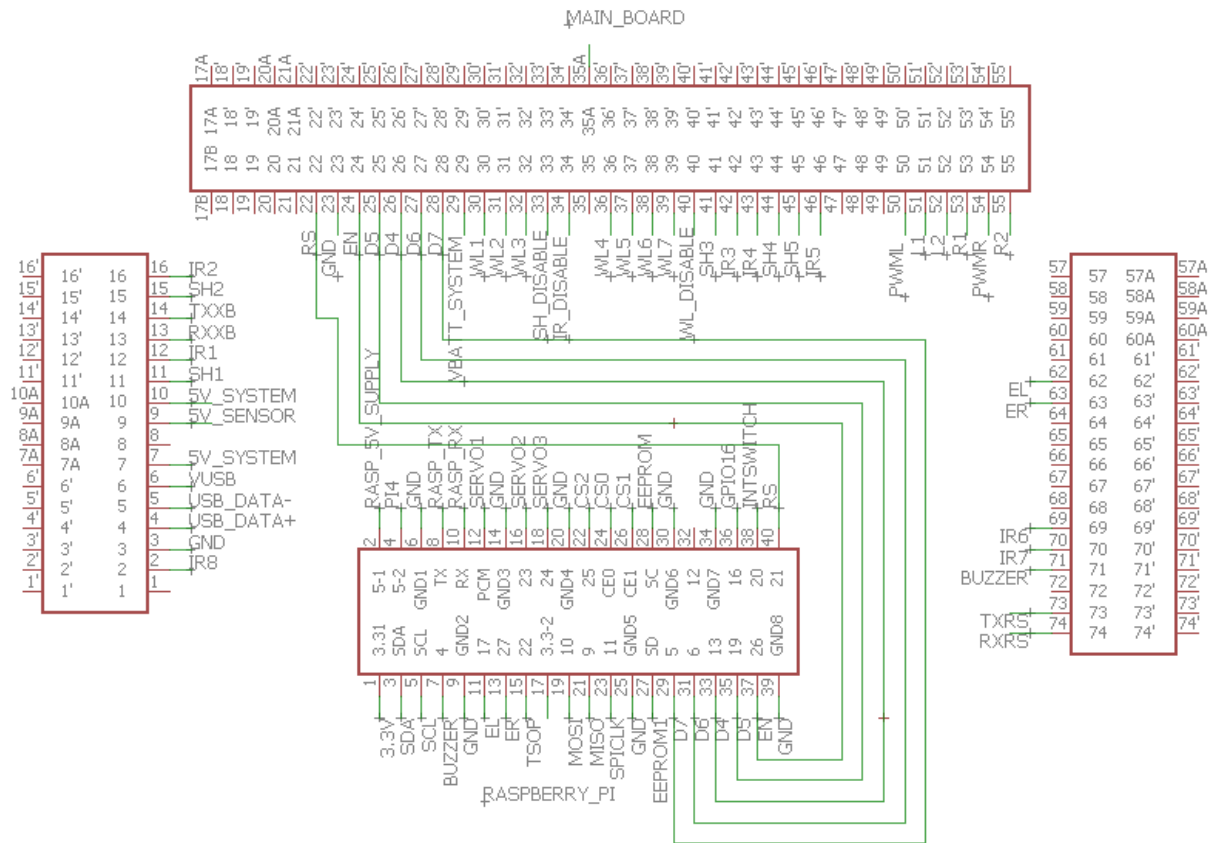 MAIN_BOARD
17A 18' 19' 20A 21A 22' 23' 24' 25' 26' 27' 28' 29' 30' 31' 32' 33' 34' 35A 36' 37' 38' 39' 40' 41' 42' 43' 44' 45' 46' 47' 48' 49' 50' 51' 52' 53' 54' 55'
17A 18' 19' 20A 21A 22' 23' 24' 25' 26' 27' 28' 29' 30' 31' 32' 33' 34' 35A 36' 37' 38' 39' 40' 41' 42' 43' 44' 45' 46' 47' 48' 49' 50' 51' 52' 53' 54' 55'
17B 18 19 20 21 22 23 24 25 26 27 28 29 30 31 32 33 34 35 36 37 38 39 40 41 42 43 44 45 46 47 48 49 50 51 52 53 54 55
17B 18 19 20 21 22 23 24 25 26 27 28 29 30 31 32 33 34 35 36 37 38 39 40 41 42 43 44 45 46 47 48 49 50 51 52 53 54 55
RS GND EN D5 D4 D6 D7 VBATT_SYSTEM WL1 WL2 WL3 SH_DISABLE IR_DISABLE WL4 WL5 WL6 WL7 WL_DISABLE SH3 IR3 IR4 SH4 SH5 IR5 PWML L1 L2 R1 PWMR R2
16' 16' 16 16 IR2
15' 15' 15 15 SH2
14' 14' 14 14 TXXB
13' 13' 13 13 RXXB
12' 12' 12 12 IR1
11' 11' 11 11 SH1
10A 10A 10 10 5V_SYSTEM
9A 9A 9 9 5V_SENSOR
8A 8A 8 8
7A 7A 7 7 5V_SYSTEM
6' 6' 6 6 VUSB
5' 5' 5 5 USB_DATA-
4' 4' 4 4 USB_DATA+
3' 3' 3 3 GND
2' 2' 2 2 IR8
1' 1' 1 1
57 57 57A 57A
58 58 58A 58A
59 59 59A 59A
60 60 60A 60A
61 61 61' 61'
EL 62 62 62' 62'
ER 63 63 63' 63'
64 64 64' 64'
65 65 65' 65'
66 66 66' 66'
67 67 67' 67'
68 68 68' 68'
IR6 69 69 69' 69'
IR7 70 70 70' 70'
BUZZER 71 71 71' 71'
72 72 72' 72'
TXRS 73 73 73' 73'
RXRS 74 74 74' 74'
RASP_5V_SUPPLY PI4 GND RASP_TX RASP_RX SERVO1 GND SERVO2 SERVO3 GND CS2 CS0 CS1 EEPROM GND GND GPIO16 INTSWITCH RS
2 4 6 8 10 12 14 16 18 20 22 24 26 28 30 32 34 36 38 40
5-1 5-2 GND1 TX RX PCM GND3 23 24 GND4 25 CE0 CE1 SC GND6 12 GND7 16 20 21
3.31 SDA SCL 4 GND2 17 27 22 3.3-2 10 9 11 GND5 SD 5 6 13 19 26 GND8
1 3 5 7 9 11 13 15 17 19 21 23 25 27 29 31 33 35 37 39
3.3V SDA SCL BUZZER GND EL ER TSOP MOSI MISO SPICLK GND EEPROM1 D7 D6 D4 D5 EN GND
RASPBERRY_PI